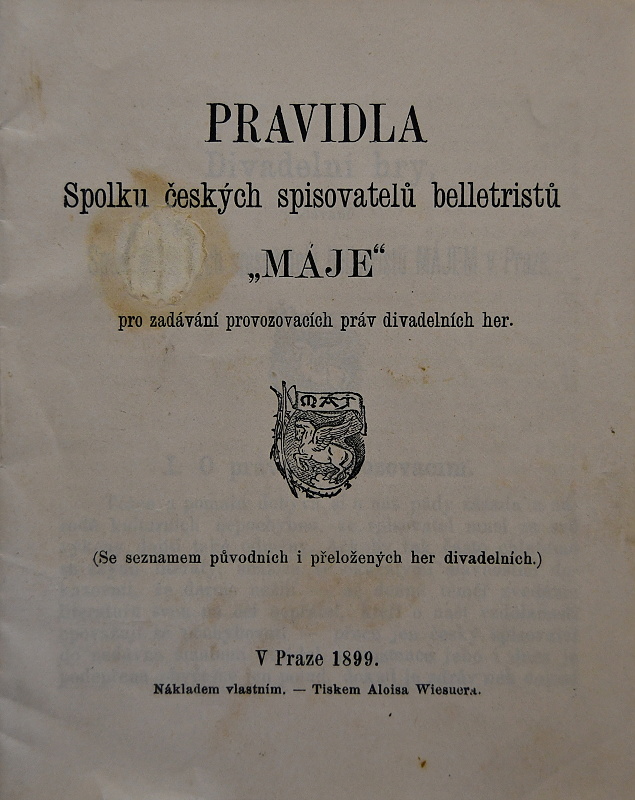 PRAVIDLA
Spolku českých spisovatelů belletristů
„MÁJE“
pro zadávání provozovacích práv divadelních her.
MÁJ
(Se seznamem původních i přeložených her divadelních.)
V Praze 1899.
Nákladem vlastním. — Tiskem Aloisa Wiesnera.